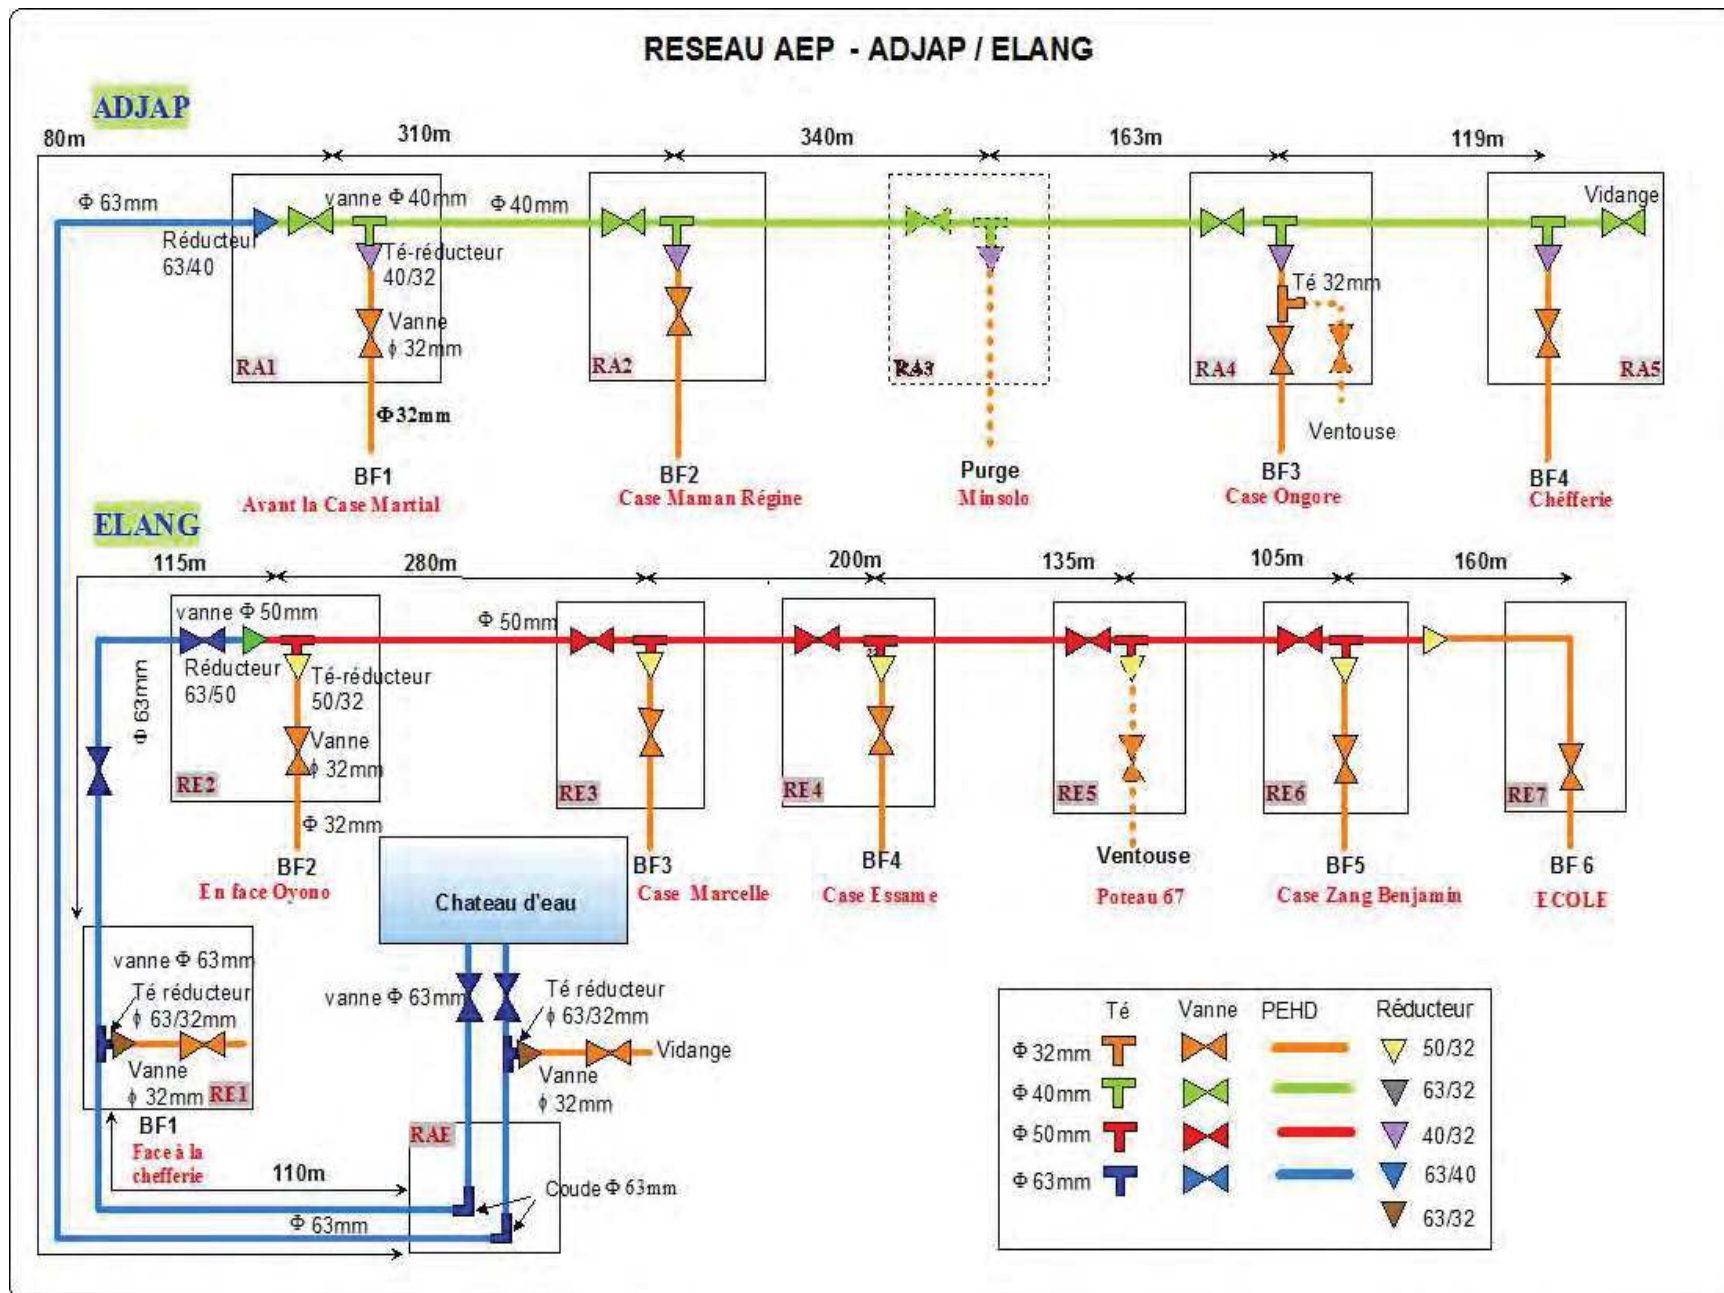 RESEAU AEP - ADJAP / ELANG
ADJAP
80m
310m
340m
163m
119m
Φ 63mm
Réducteur
63/40
vanne Φ 40mm
Φ 40mm
Té-réducteur
40/32
Vanne
ϕ 32mm
RA1
RA2
RA3
Té 32mm
RA4
Vidange
RA5
Φ 32mm
Ventouse
BF1
Avant la Case Martial
BF2
Case Maman Régine
Purge
Minsolo
BF3
Case Ongore
BF4
Chéfferie
ELANG
115m
280m
200m
135m
105m
160m
vanne Φ 50mm
Φ 50mm
Φ 63mm
Réducteur
63/50
Té-réducteur
50/32
Vanne
ϕ 32mm
RE2
RE3
RE4
RE5
RE6
RE7
Φ 32mm
BF2
En face Oyono
BF3
Case Marcelle
BF4
Case Essame
Ventouse
Poteau 67
BF5
Case Zang Benjamin
BF 6
ECOLE
Chateau d'eau
vanne Φ 63mm
Té réducteur
ϕ 63/32mm
Vanne
ϕ 32mm
RE1
BF1
Face à la
chefferie
110m
Φ 63mm
vanne Φ 63mm
Té réducteur
ϕ 63/32mm
Vidange
Vanne
ϕ 32mm
RAE
Coude Φ 63mm
Té Vanne PEHD Réducteur
Φ 32mm 50/32
Φ 40mm 63/32
Φ 50mm 40/32
Φ 63mm 63/40
63/32